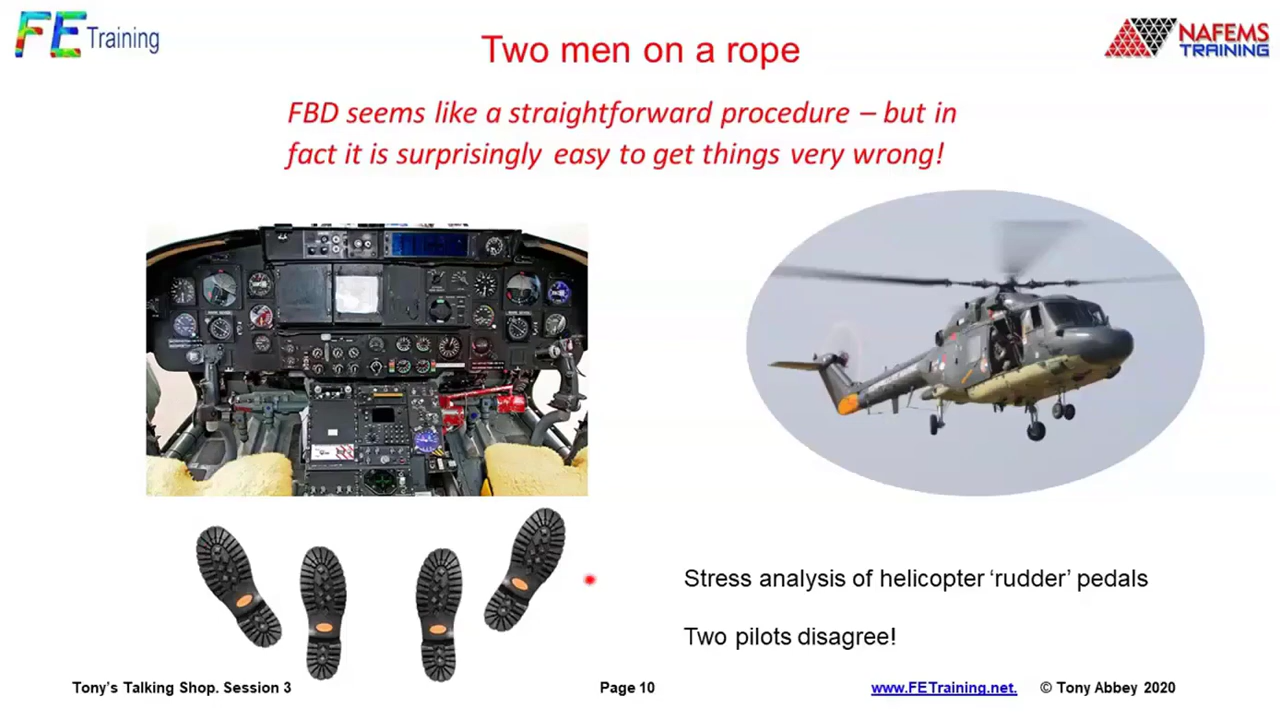 FE Training
Two men on a rope
NAFEMS
TRAINING
FBD seems like a straightforward procedure – but in
fact it is surprisingly easy to get things very wrong!
Stress analysis of helicopter ‘rudder’ pedals
Two pilots disagree!
Tony’s Talking Shop. Session 3
Page 10
www.FETraining.net.
© Tony Abbey 2020